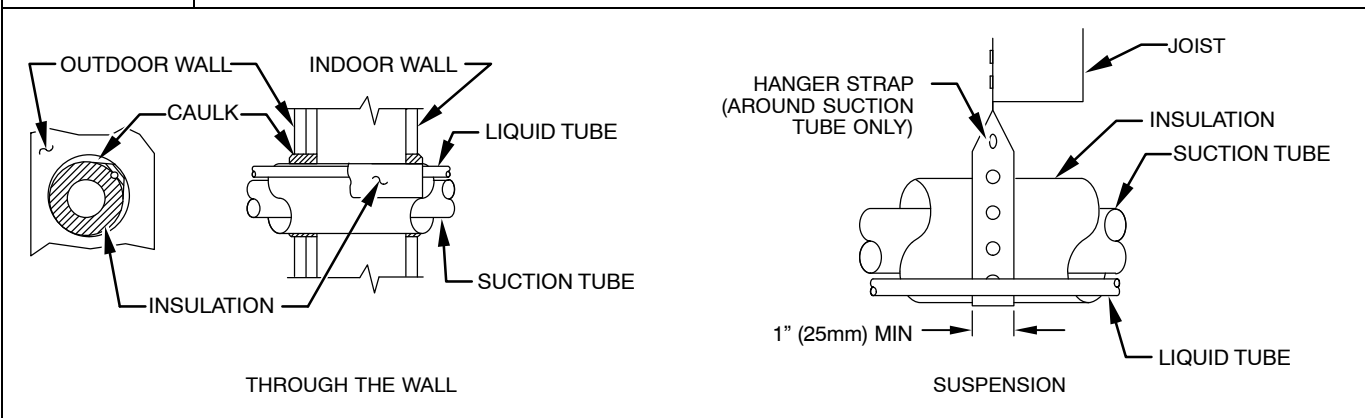 OUTDOOR WALL
INDOOR WALL
CAULK
LIQUID TUBE
SUCTION TUBE
INSULATION
THROUGH THE WALL
JOIST
HANGER STRAP
(AROUND SUCTION
TUBE ONLY)
INSULATION
SUCTION TUBE
1” (25mm) MIN
LIQUID TUBE
SUSPENSION